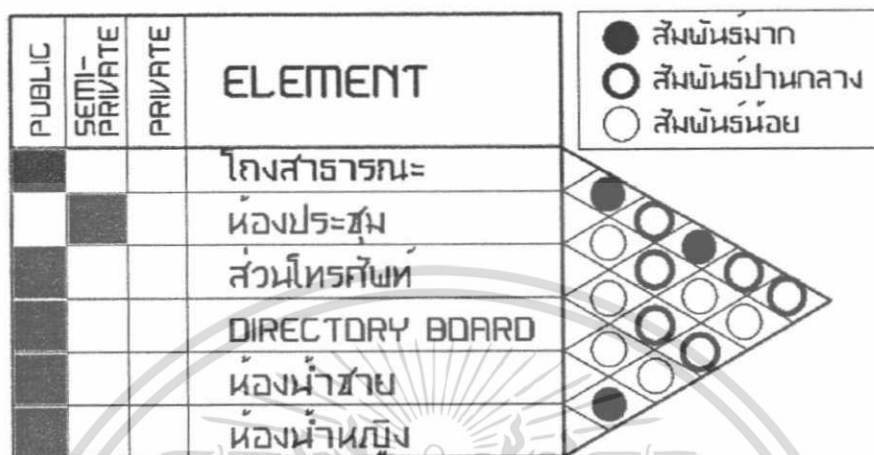 PUBLIC
SEMI-
PRIVATE
PRIVATE
ELEMENT
โถงสาธารณะ
ห้องประชุม
ส่วนโทรศัพท์
DIRECTORY BOARD
ห้องน้ำชาย
ห้องน้ำหญิง
สัมพันธ์มาก
สัมพันธ์ปานกลาง
สัมพันธ์น้อย